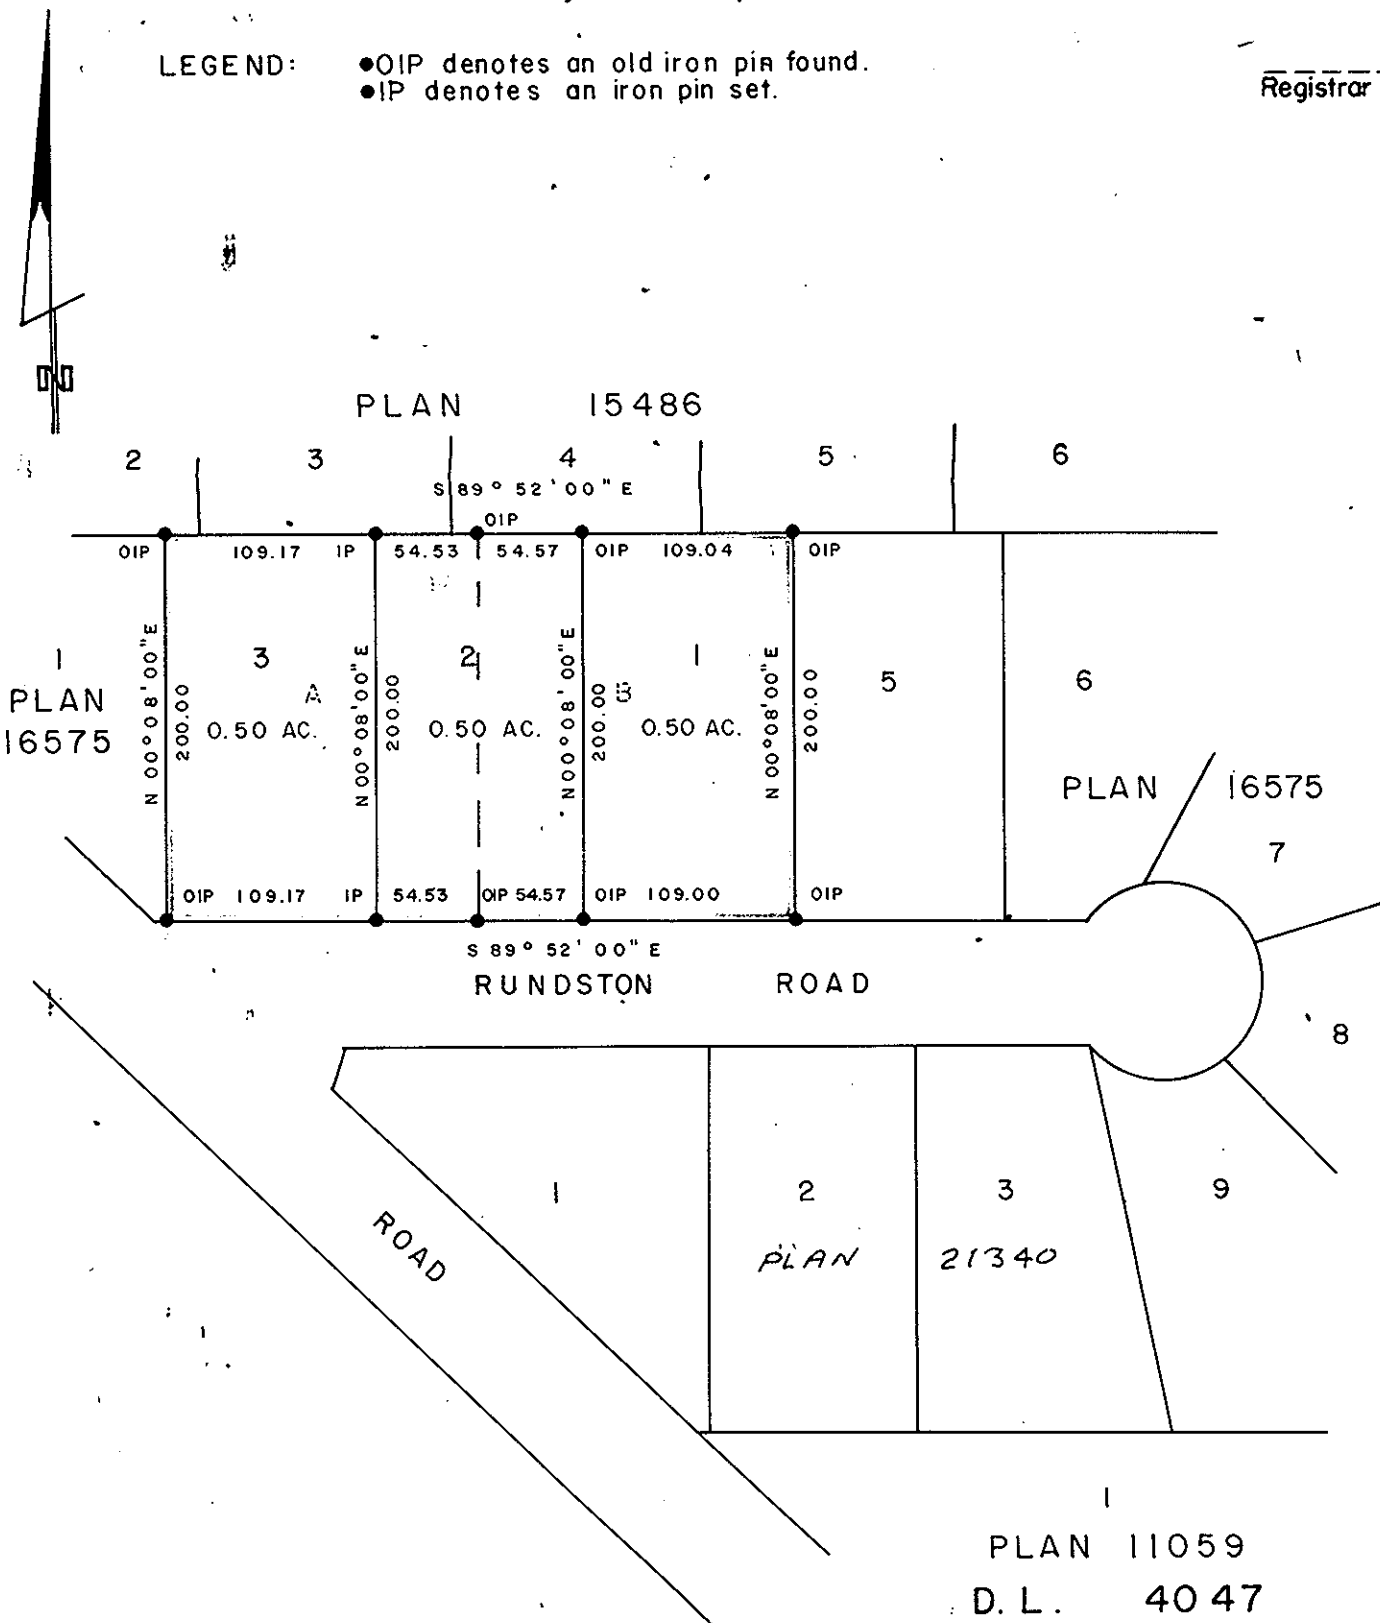 LEGEND: ●OIP denotes an old iron pin found.
●IP denotes an iron pin set.
Registrar
N
PLAN 15486
2 3 4 5 6
S 89° 52' 00" E
OIP
OIP 109.17 IP 54.53 54.57 OIP 109.04 OIP
N 00° 08' 00" E
200.00
N 00° 08' 00" E
200.00
N 00° 08' 00" E
200.00
N 00° 08' 00" E
200.00
1
PLAN
16575
3
A
0.50 AC.
2
0.50 AC.
1
B
0.50 AC.
5
6
PLAN 16575
7
OIP 109.17 IP 54.53 OIP 54.57 OIP 109.00 OIP
S 89° 52' 00" E
RUNDSTON ROAD
8
1
2
3
9
PLAN 21340
ROAD
1
PLAN 11059
D.L. 4047